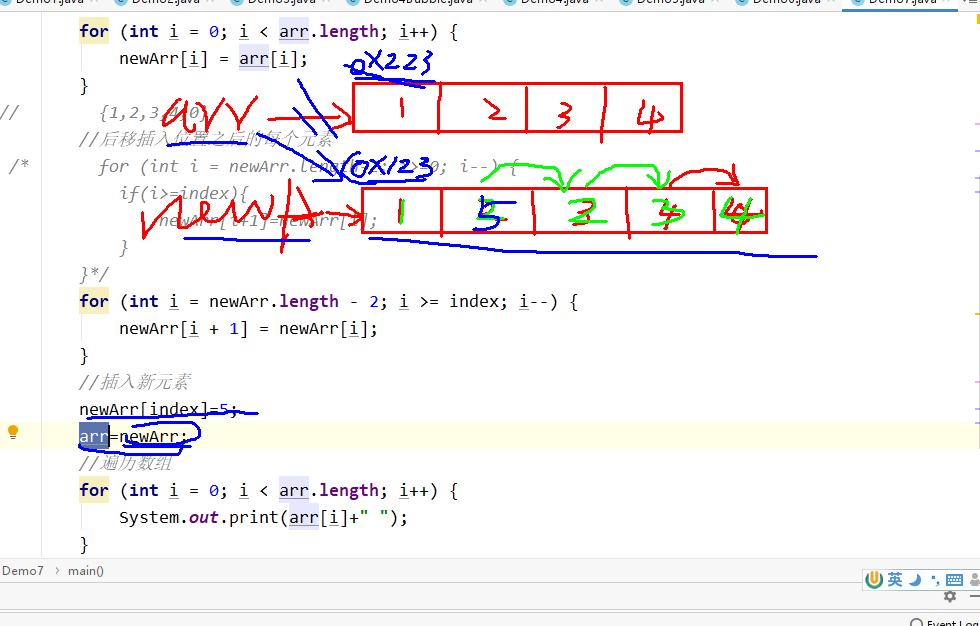 Demo1.java Demo2.java Demo3.java Demo4Bubble.java Demo4.java Demo5.java Demo6.java Demo7.java
for (int i = 0; i < arr.length; i++) {
newArr[i] = arr[i];
0X223
}
arr 1 2 3 4
// {1,2,3,4,0}
//后移插入位置之后的每个元素
/* for (int i = newArr.length 0; i--) {
0X123
if(i>=index){
newA 1 5 2 3 4
newArr[i+1]=newArr[i];
}
}*/
for (int i = newArr.length - 2; i >= index; i--) {
newArr[i + 1] = newArr[i];
}
//插入新元素
newArr[index]=5;
arr=newArr;
//遍历数组
for (int i = 0; i < arr.length; i++) {
System.out.print(arr[i]+" ");
}
Demo7 › main()
英
Event Log